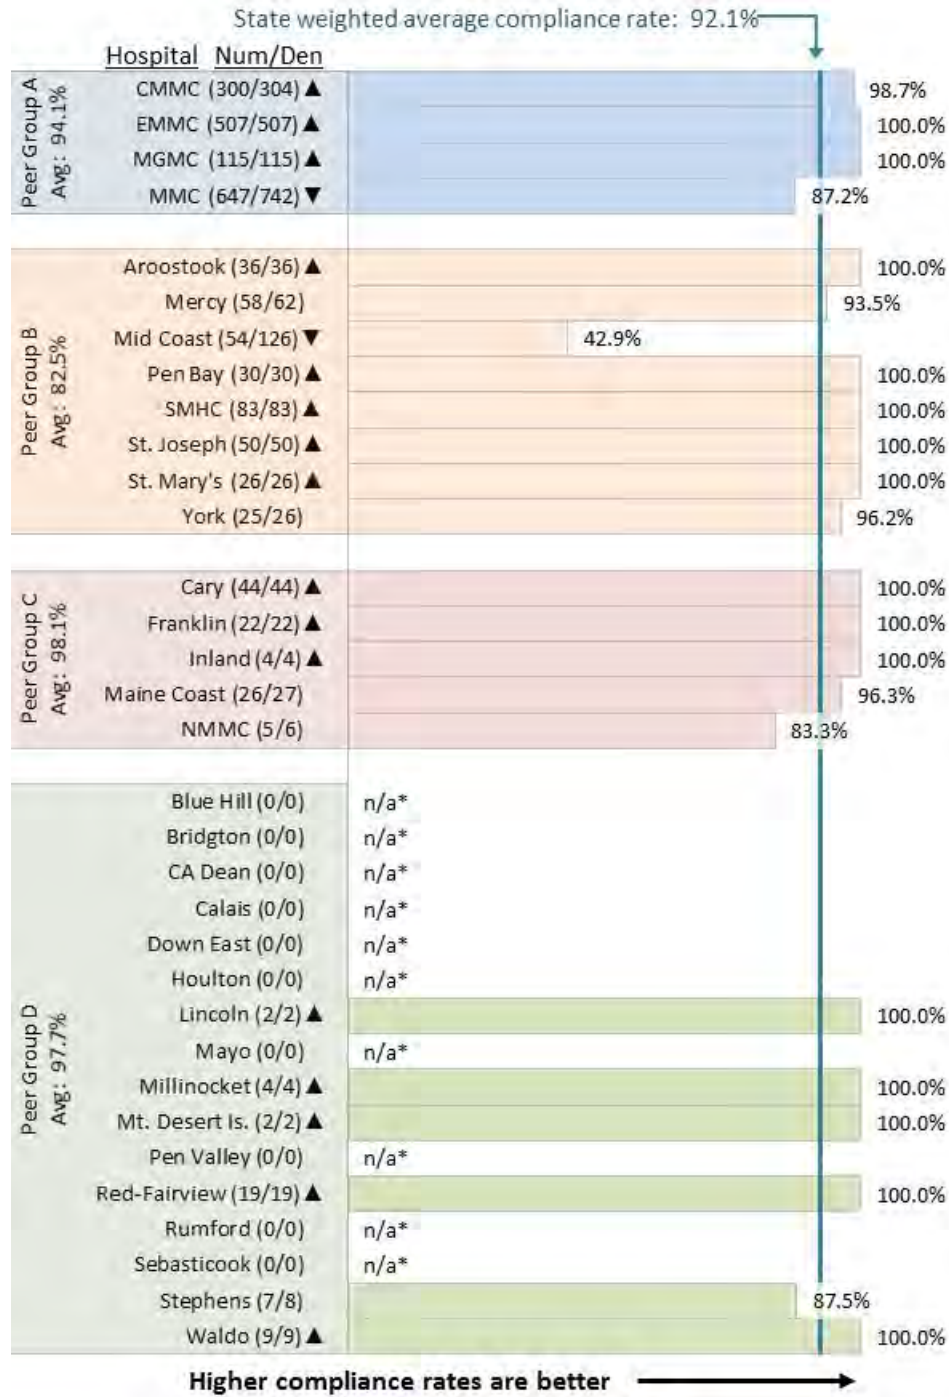 State weighted average compliance rate: 92.1%
Hospital Num/Den
Peer Group A
Avg: 94.1%
CMMC (300/304) ▲ 98.7%
EMMC (507/507) ▲ 100.0%
MGMC (115/115) ▲ 100.0%
MMC (647/742) ▼ 87.2%
Peer Group B
Avg: 82.5%
Aroostook (36/36) ▲ 100.0%
Mercy (58/62) 93.5%
Mid Coast (54/126) ▼ 42.9%
Pen Bay (30/30) ▲ 100.0%
SMHC (83/83) ▲ 100.0%
St. Joseph (50/50) ▲ 100.0%
St. Mary's (26/26) ▲ 100.0%
York (25/26) 96.2%
Peer Group C
Avg: 98.1%
Cary (44/44) ▲ 100.0%
Franklin (22/22) ▲ 100.0%
Inland (4/4) ▲ 100.0%
Maine Coast (26/27) 96.3%
NMMC (5/6) 83.3%
Peer Group D
Avg: 97.7%
Blue Hill (0/0) n/a*
Bridgton (0/0) n/a*
CA Dean (0/0) n/a*
Calais (0/0) n/a*
Down East (0/0) n/a*
Houlton (0/0) n/a*
Lincoln (2/2) ▲ 100.0%
Mayo (0/0) n/a*
Millinocket (4/4) ▲ 100.0%
Mt. Desert Is. (2/2) ▲ 100.0%
Pen Valley (0/0) n/a*
Red-Fairview (19/19) ▲ 100.0%
Rumford (0/0) n/a*
Sebasticook (0/0) n/a*
Stephens (7/8) 87.5%
Waldo (9/9) ▲ 100.0%
Higher compliance rates are better